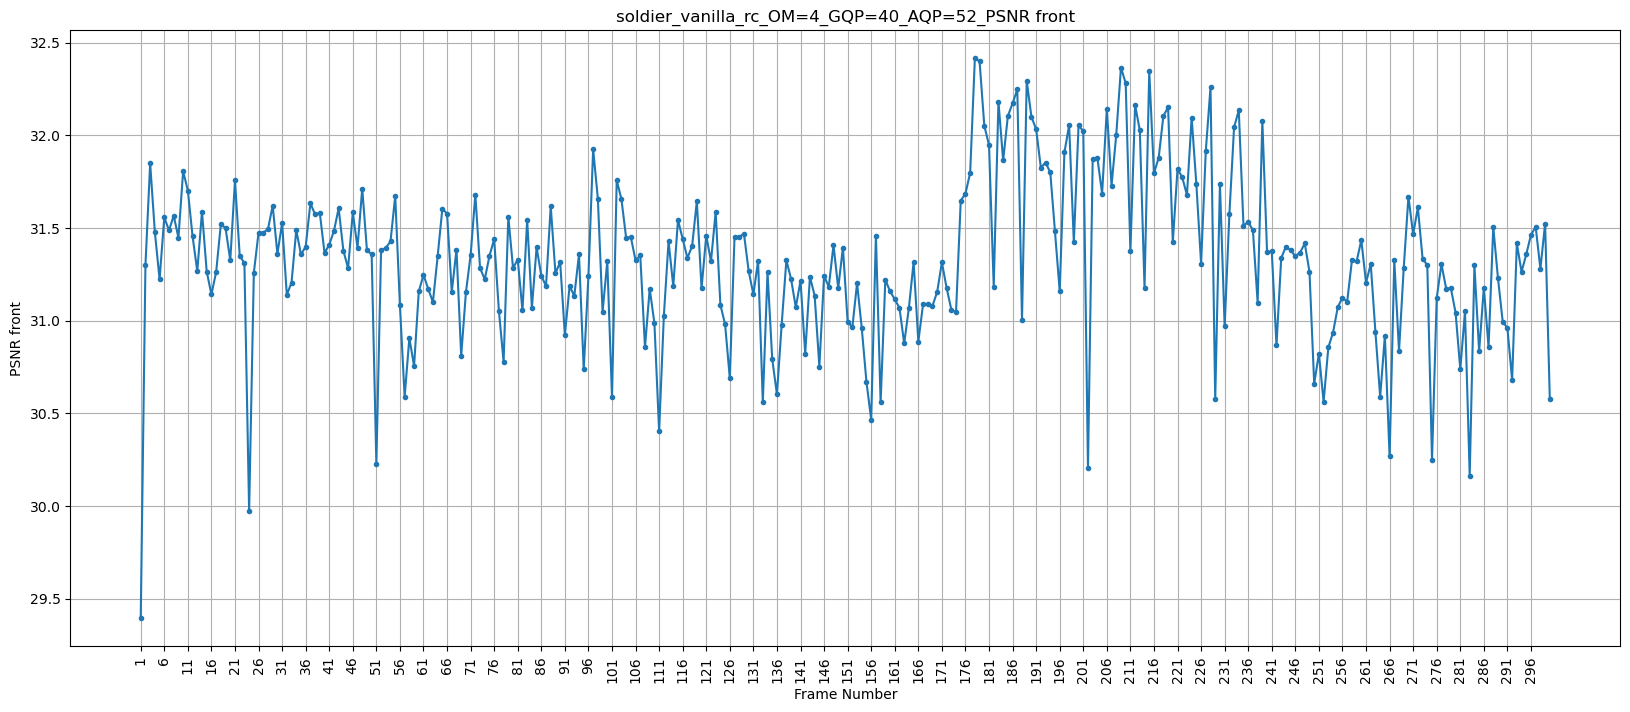 soldier_vanilla_rc_OM=4_GQP=40_AQP=52_PSNR front
32.5
32.0
31.5
31.0
30.5
30.0
29.5
PSNR front
1 6 11 16 21 26 31 36 41 46 51 56 61 66 71 76 81 86 91 96 101 106 111 116 121 126 131 136 141 146 151 156 161 166 171 176 181 186 191 196 201 206 211 216 221 226 231 236 241 246 251 256 261 266 271 276 281 286 291 296
Frame Number